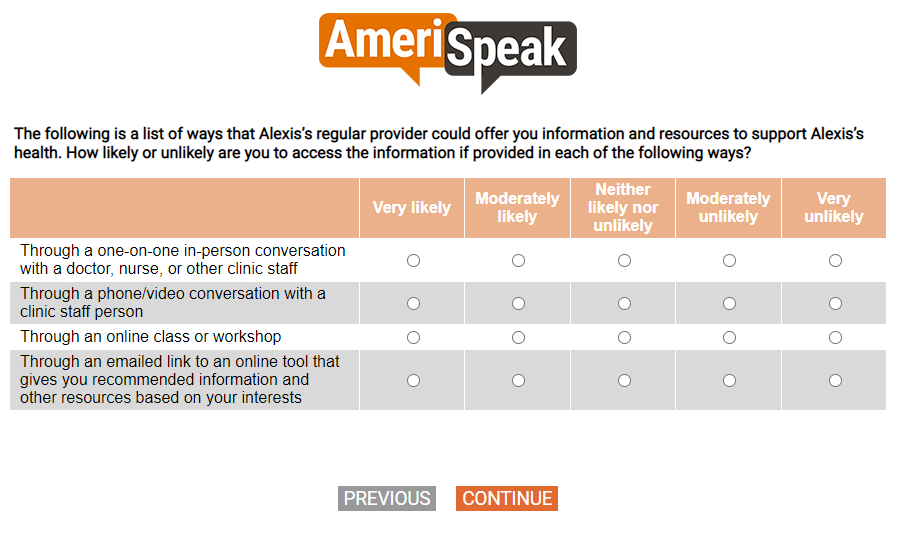 Ameri
Speak
The following is a list of ways that Alexis's regular provider could offer you information and resources to support Alexis's
health. How likely or unlikely are you to access the information if provided in each of the following ways?
Very likely
Moderately
likely
Neither
likely nor
unlikely
Moderately
unlikely
Very
unlikely
Through a one-on-one in-person conversation
with a doctor, nurse, or other clinic staff
Through a phone/video conversation with a
clinic staff person
Through an online class or workshop
Through an emailed link to an online tool that
gives you recommended information and
other resources based on your interests
PREVIOUS
CONTINUE